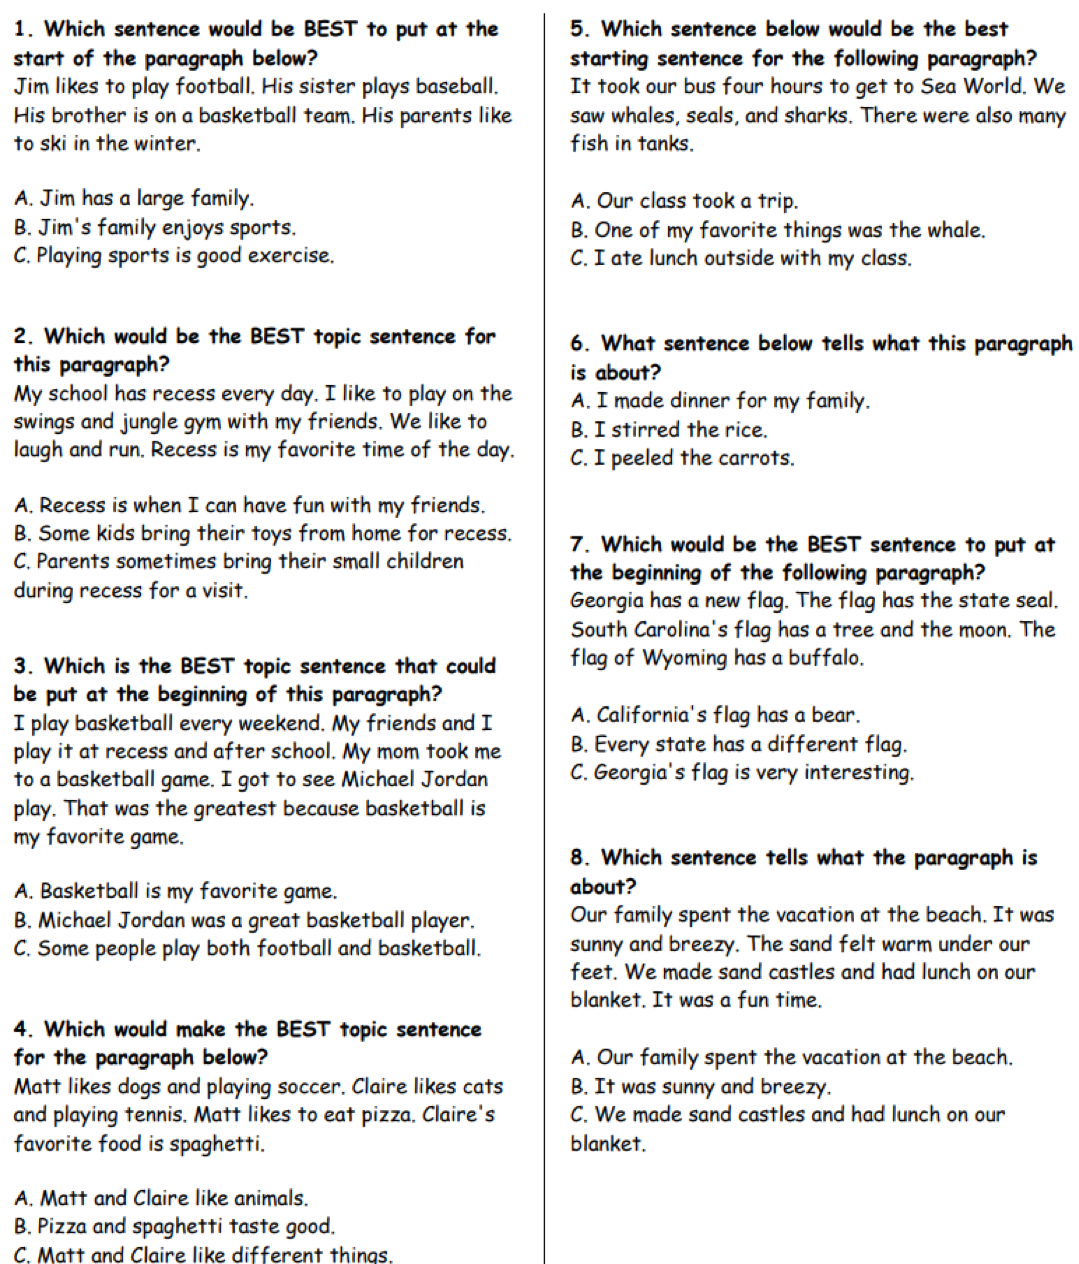 1. Which sentence would be BEST to put at the
start of the paragraph below?
Jim likes to play football. His sister plays baseball.
His brother is on a basketball team. His parents like
to ski in the winter.
A. Jim has a large family.
B. Jim's family enjoys sports.
C. Playing sports is good exercise.
2. Which would be the BEST topic sentence for
this paragraph?
My school has recess every day. I like to play on the
swings and jungle gym with my friends. We like to
laugh and run. Recess is my favorite time of the day.
A. Recess is when I can have fun with my friends.
B. Some kids bring their toys from home for recess.
C. Parents sometimes bring their small children
during recess for a visit.
3. Which is the BEST topic sentence that could
be put at the beginning of this paragraph?
I play basketball every weekend. My friends and I
play it at recess and after school. My mom took me
to a basketball game. I got to see Michael Jordan
play. That was the greatest because basketball is
my favorite game.
A. Basketball is my favorite game.
B. Michael Jordan was a great basketball player.
C. Some people play both football and basketball.
4. Which would make the BEST topic sentence
for the paragraph below?
Matt likes dogs and playing soccer. Claire likes cats
and playing tennis. Matt likes to eat pizza. Claire's
favorite food is spaghetti.
A. Matt and Claire like animals.
B. Pizza and spaghetti taste good.
C. Matt and Claire like different things.
5. Which sentence below would be the best
starting sentence for the following paragraph?
It took our bus four hours to get to Sea World. We
saw whales, seals, and sharks. There were also many
fish in tanks.
A. Our class took a trip.
B. One of my favorite things was the whale.
C. I ate lunch outside with my class.
6. What sentence below tells what this paragraph
is about?
A. I made dinner for my family.
B. I stirred the rice.
C. I peeled the carrots.
7. Which would be the BEST sentence to put at
the beginning of the following paragraph?
Georgia has a new flag. The flag has the state seal.
South Carolina's flag has a tree and the moon. The
flag of Wyoming has a buffalo.
A. California's flag has a bear.
B. Every state has a different flag.
C. Georgia's flag is very interesting.
8. Which sentence tells what the paragraph is
about?
Our family spent the vacation at the beach. It was
sunny and breezy. The sand felt warm under our
feet. We made sand castles and had lunch on our
blanket. It was a fun time.
A. Our family spent the vacation at the beach.
B. It was sunny and breezy.
C. We made sand castles and had lunch on our
blanket.